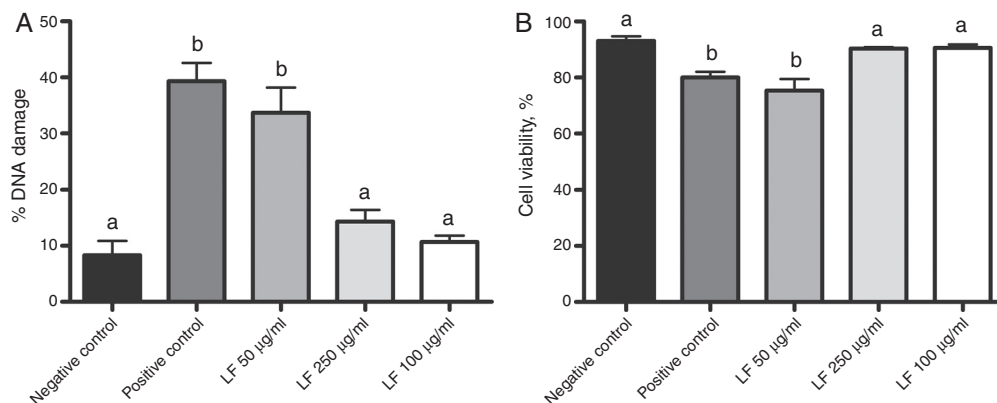 A
% DNA damage
50
40
30
20
10
0
a
b
b
a
a
Negative control
Positive control
LF 50 µg/ml
LF 250 µg/ml
LF 100 µg/ml
B
Cell viability, %
100
80
60
40
20
0
a
b
b
a
a
Negative control
Positive control
LF 50 µg/ml
LF 250 µg/ml
LF 100 µg/ml